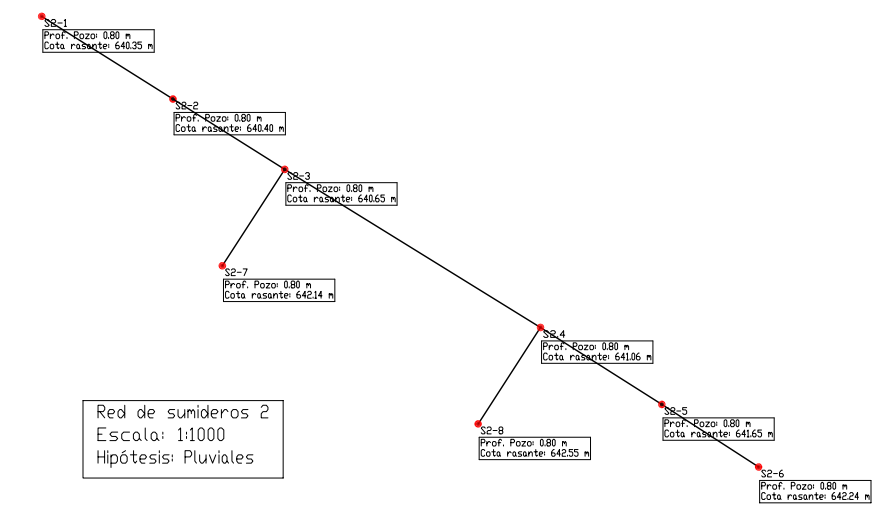 S2-1
Prof. Pozo: 0.80 m
Cota rasante: 640.35 m
S2-2
Prof. Pozo: 0.80 m
Cota rasante: 640.40 m
S2-3
Prof. Pozo: 0.80 m
Cota rasante: 640.65 m
S2-7
Prof. Pozo: 0.80 m
Cota rasante: 642.14 m
S2-4
Prof. Pozo: 0.80 m
Cota rasante: 641.06 m
S2-5
Prof. Pozo: 0.80 m
Cota rasante: 641.65 m
S2-8
Prof. Pozo: 0.80 m
Cota rasante: 642.55 m
S2-6
Prof. Pozo: 0.80 m
Cota rasante: 642.24 m
Red de sumideros 2
Escala: 1:1000
Hipótesis: Pluviales